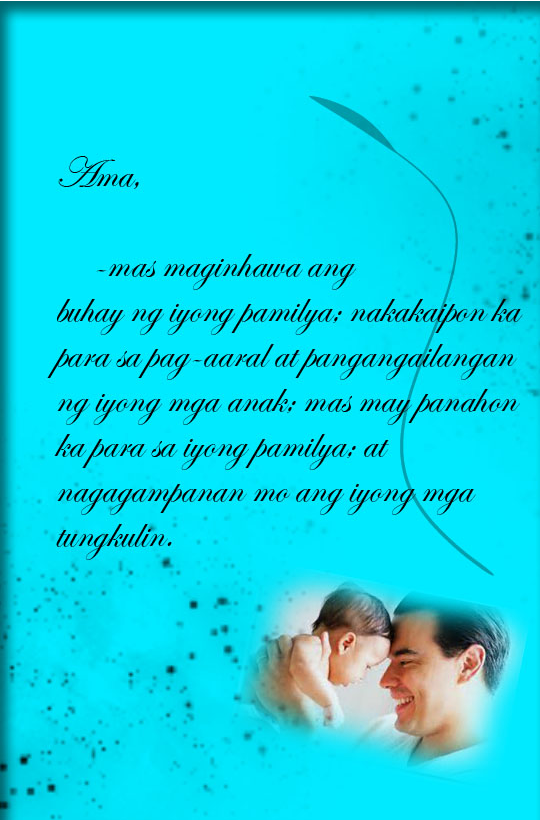 Ama,
-mas maginhawa ang
buhay ng iyong pamilya; nakakaipon ka
para sa pag-aaral at pangangailangan
ng iyong mga anak; mas may panahon
ka para sa iyong pamilya; at
nagagampanan mo ang iyong mga
tungkulin.